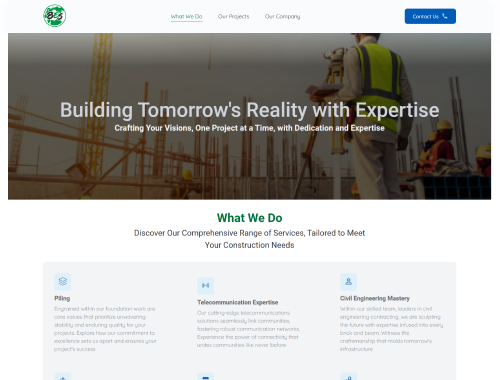 What We Do
Our Projects
Our Company
Contact Us
Building Tomorrow's Reality with Expertise
Crafting Your Visions, One Project at a Time, with Dedication and Expertise
What We Do
Discover Our Comprehensive Range of Services, Tailored to Meet
Your Construction Needs
Piling
Engrained within our foundation work are
core values that prioritize unwavering
stability and enduring quality for your
projects. Explore how our commitment to
excellence sets us apart and ensures your
project's success.
Telecommunication Expertise
Our cutting-edge telecommunications
solutions seamlessly link communities,
fostering robust communication networks.
Experience the power of connectivity that
unites communities like never before.
Civil Engineering Mastery
Within our skilled team, leaders in civil
engineering contracting, we are sculpting
the future with expertise infused into every
brick and beam. Witness the
craftsmanship that molds tomorrow's
infrastructure